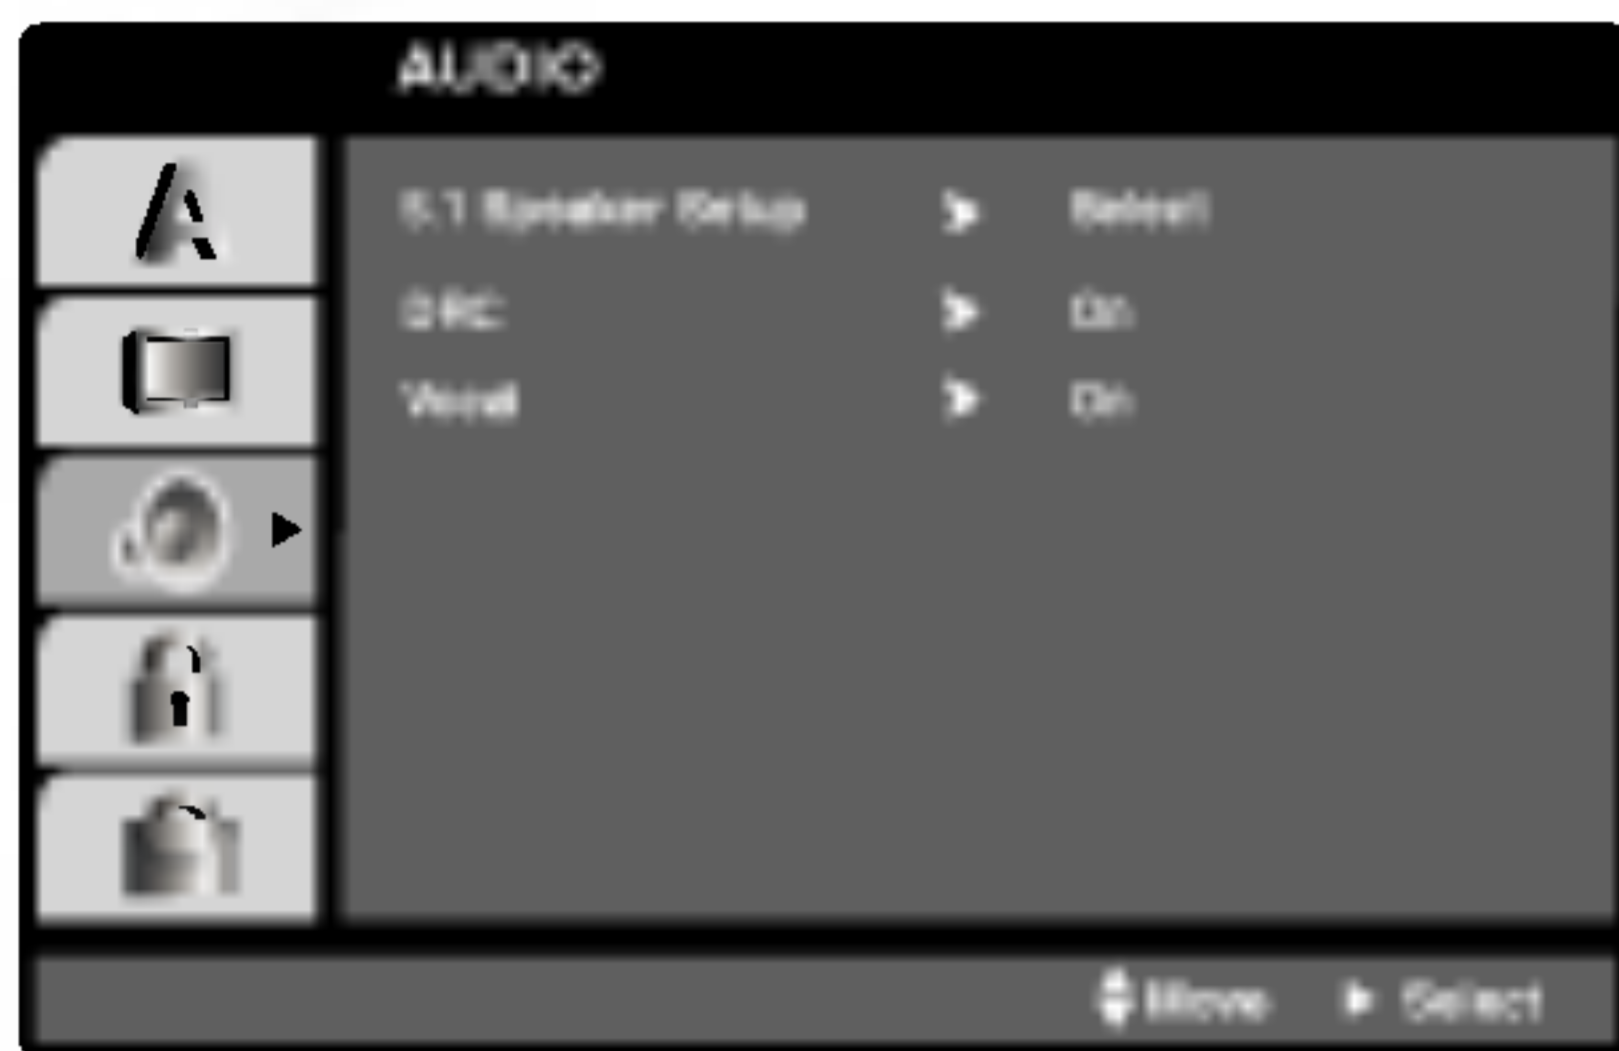 AUDIO
5.1 Speaker Setup Select
DRC On
Vocal On
Move Select